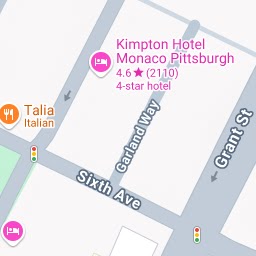 Kimpton Hotel
Monaco Pittsburgh
4.6★(2110)
4-star hotel
Talia
Italian
Garland Way
Grant St
Sixth Ave